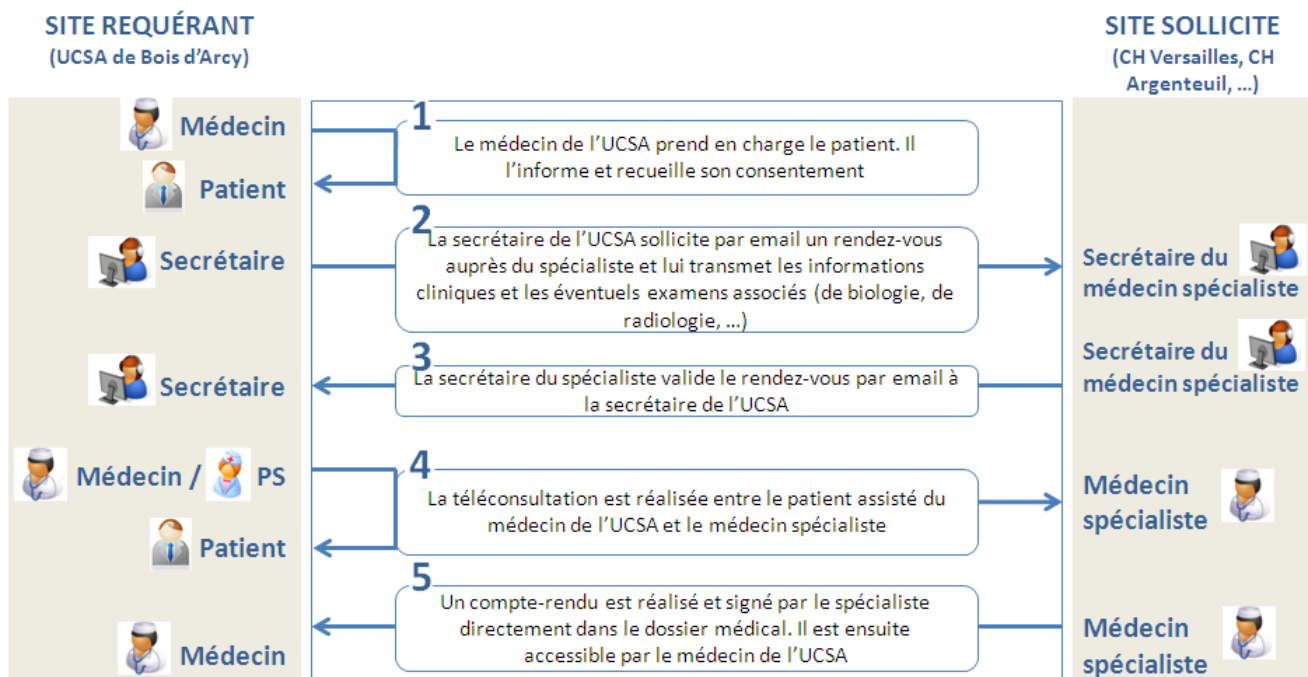 SITE REQUÉRANT
(UCSA de Bois d'Arcy)
SITE SOLLICITE
(CH Versailles, CH
Argenteuil, …)
Médecin
Patient
1
Le médecin de l'UCSA prend en charge le patient. Il
l'informe et recueille son consentement
Secrétaire
2
La secrétaire de l'UCSA sollicite par email un rendez-vous
auprès du spécialiste et lui transmet les informations
cliniques et les éventuels examens associés (de biologie, de
radiologie, …)
Secrétaire du
médecin spécialiste
Secrétaire
3
La secrétaire du spécialiste valide le rendez-vous par email à
la secrétaire de l'UCSA
Secrétaire du
médecin spécialiste
Médecin / PS
Patient
4
La téléconsultation est réalisée entre le patient assisté du
médecin de l'UCSA et le médecin spécialiste
Médecin
spécialiste
Médecin
5
Un compte-rendu est réalisé et signé par le spécialiste
directement dans le dossier médical. Il est ensuite
accessible par le médecin de l'UCSA
Médecin
spécialiste